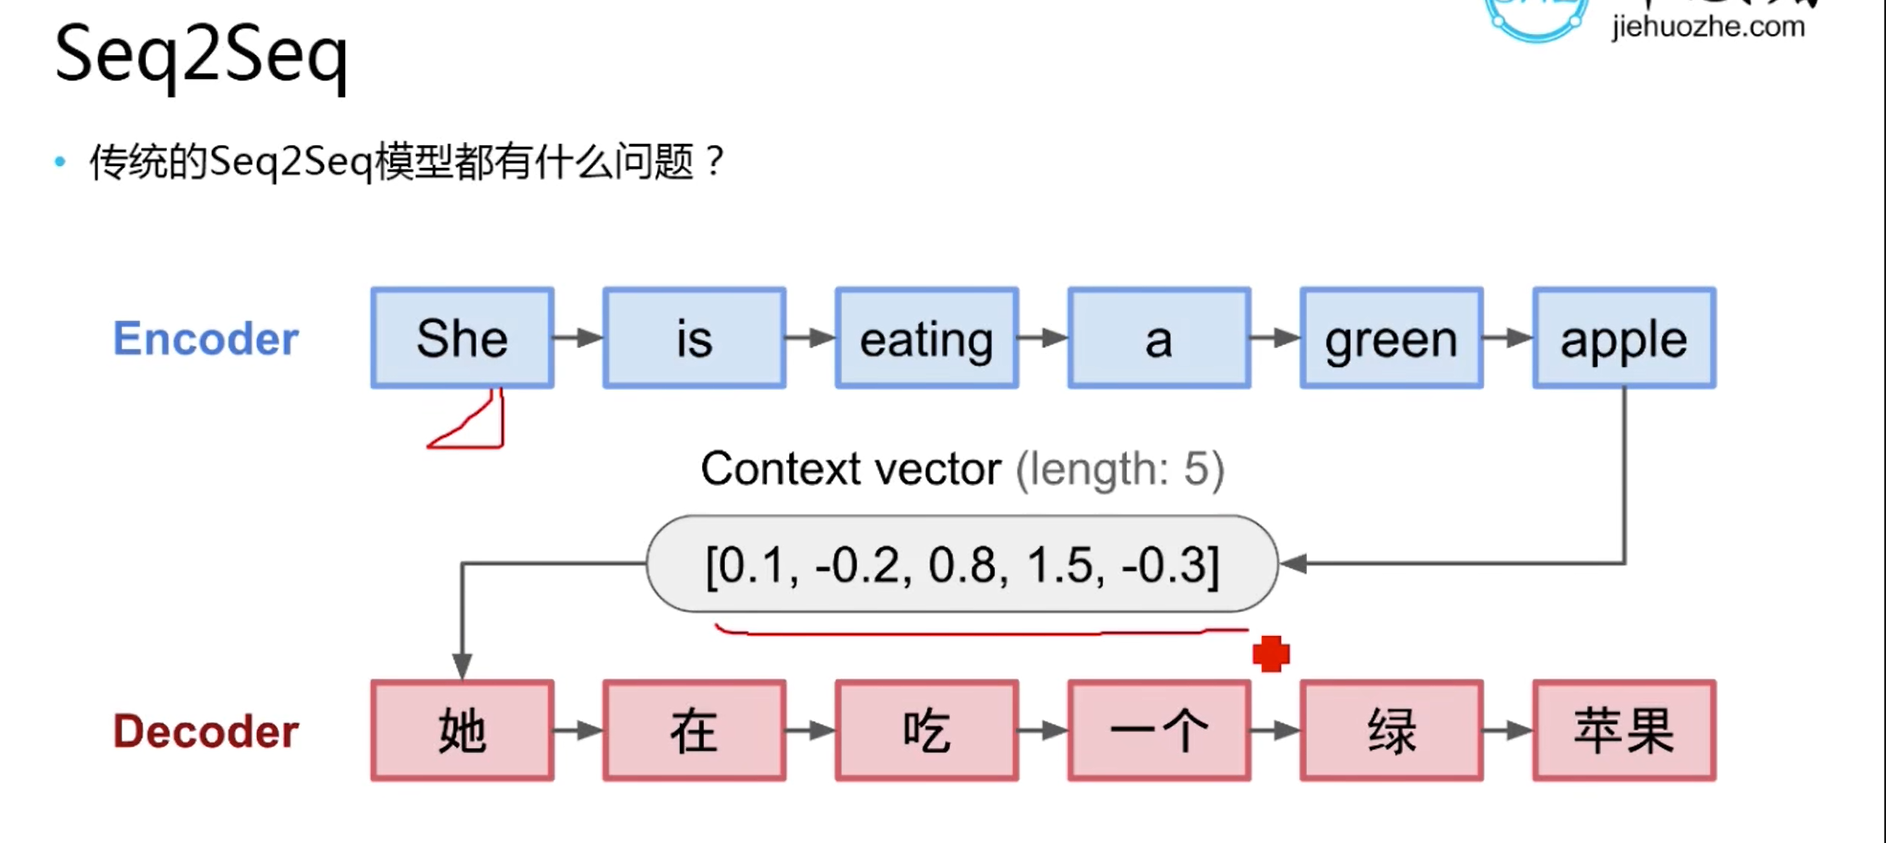 jiehuozhe.com
Seq2Seq
• 传统的Seq2Seq模型都有什么问题？
Encoder She is eating a green apple
Context vector (length: 5)
[0.1, -0.2, 0.8, 1.5, -0.3]
Decoder 她 在 吃 一个 绿 苹果